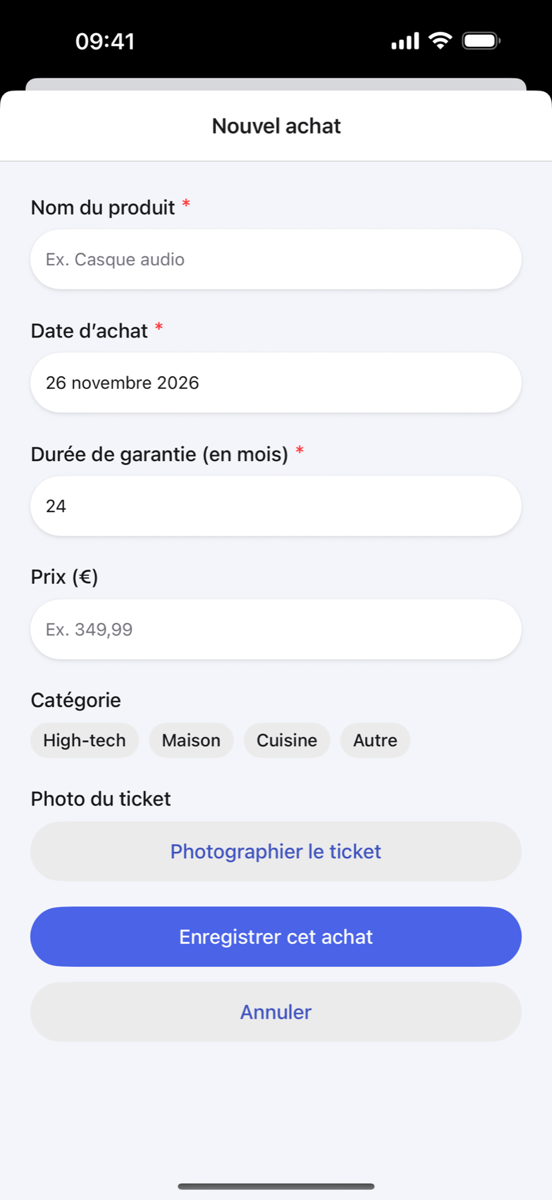 09:41
Nouvel achat
Nom du produit *
Ex. Casque audio
Date d’achat *
26 novembre 2026
Durée de garantie (en mois) *
24
Prix (€)
Ex. 349,99
Catégorie
High-tech Maison Cuisine Autre
Photo du ticket
Photographier le ticket
Enregistrer cet achat
Annuler